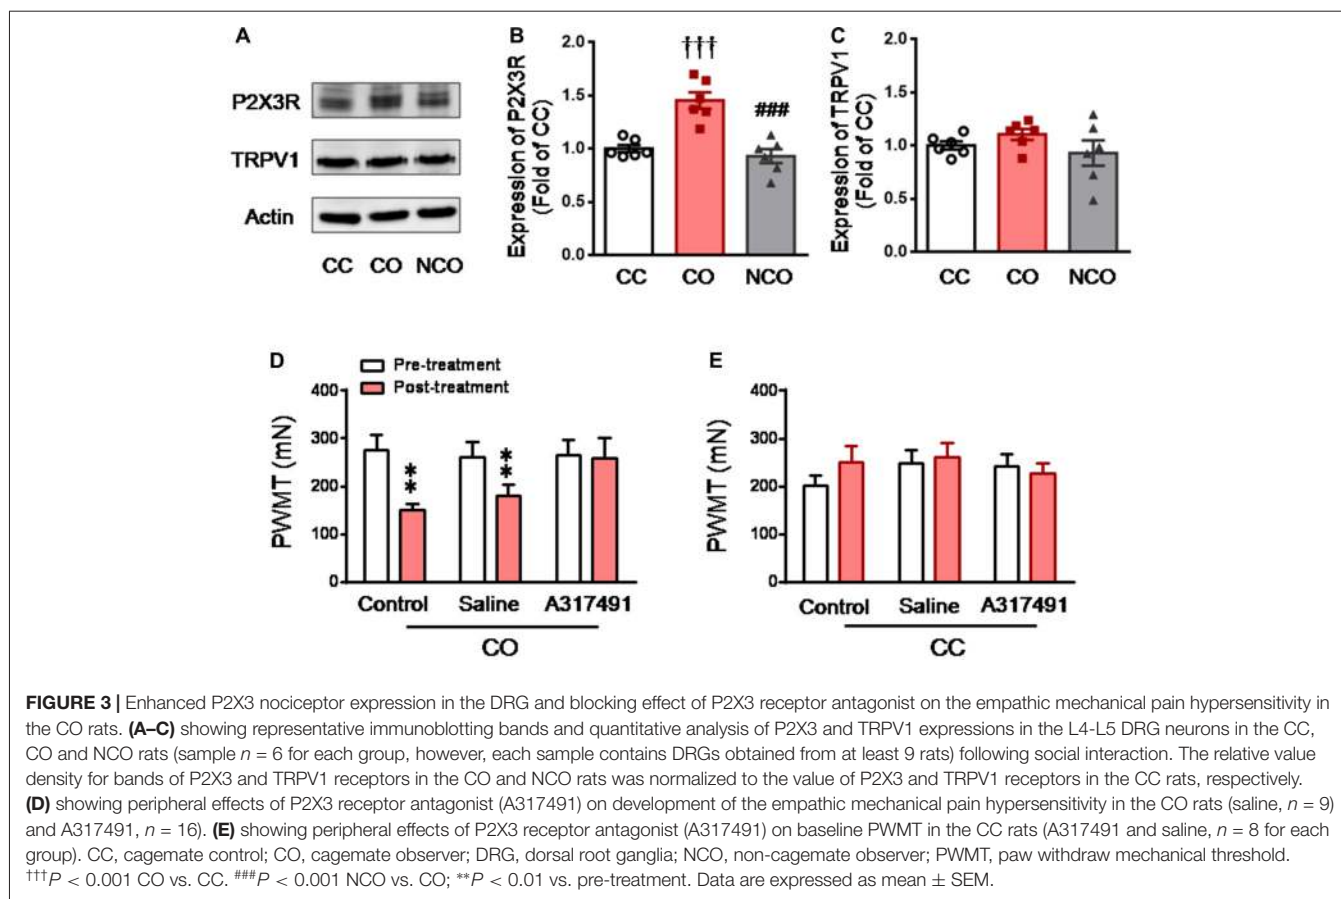 A
P2X3R
TRPV1
Actin
CC CO NCO
B
Expression of P2X3R
(Fold of CC)
2.0
1.5
1.0
0.5
0.0
†††
###
CC CO NCO
C
Expression of TRPV1
(Fold of CC)
2.0
1.5
1.0
0.5
0.0
CC CO NCO
D
Pre-treatment
Post-treatment
PWMT (mN)
400
300
200
100
0
**
**
Control Saline A317491
CO
E
PWMT (mN)
400
300
200
100
0
Control Saline A317491
CC
FIGURE 3 | Enhanced P2X3 nociceptor expression in the DRG and blocking effect of P2X3 receptor antagonist on the empathic mechanical pain hypersensitivity in
the CO rats. (A–C) showing representative immunoblotting bands and quantitative analysis of P2X3 and TRPV1 expressions in the L4-L5 DRG neurons in the CC,
CO and NCO rats (sample n = 6 for each group, however, each sample contains DRGs obtained from at least 9 rats) following social interaction. The relative value
density for bands of P2X3 and TRPV1 receptors in the CO and NCO rats was normalized to the value of P2X3 and TRPV1 receptors in the CC rats, respectively.
(D) showing peripheral effects of P2X3 receptor antagonist (A317491) on development of the empathic mechanical pain hypersensitivity in the CO rats (saline, n = 9)
and A317491, n = 16). (E) showing peripheral effects of P2X3 receptor antagonist (A317491) on baseline PWMT in the CC rats (A317491 and saline, n = 8 for each
group). CC, cagemate control; CO, cagemate observer; DRG, dorsal root ganglia; NCO, non-cagemate observer; PWMT, paw withdraw mechanical threshold.
†††P < 0.001 CO vs. CC. ###P < 0.001 NCO vs. CO; **P < 0.01 vs. pre-treatment. Data are expressed as mean ± SEM.